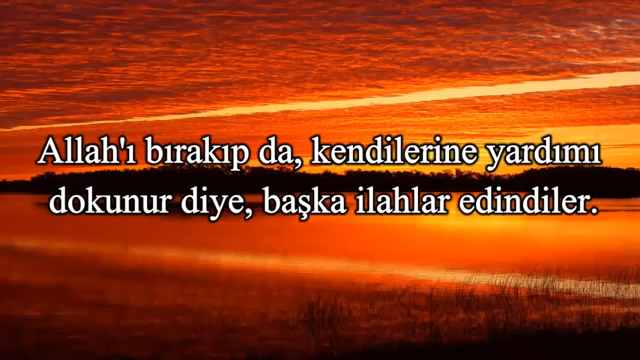 Allah'ı bırakıp da, kendilerine yardımı
dokunur diye, başka ilahlar edindiler.